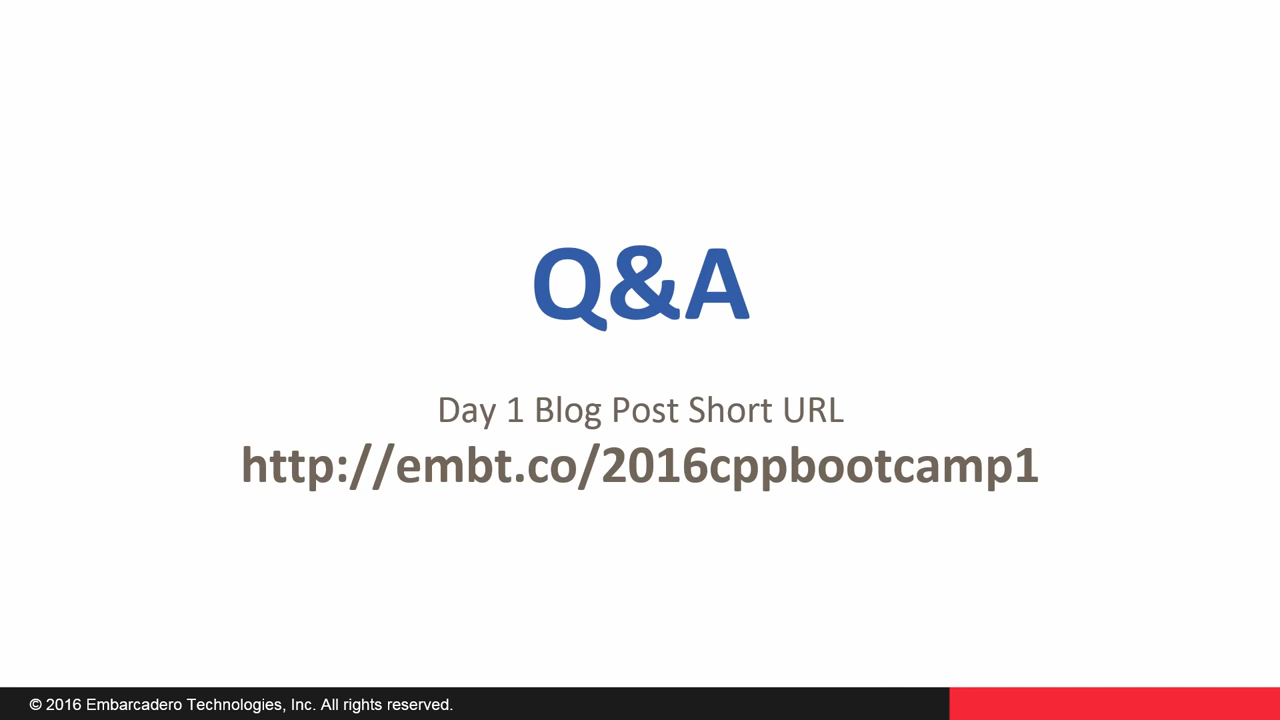 Q&A
Day 1 Blog Post Short URL
http://embt.co/2016cppbootcamp1
© 2016 Embarcadero Technologies, Inc. All rights reserved.